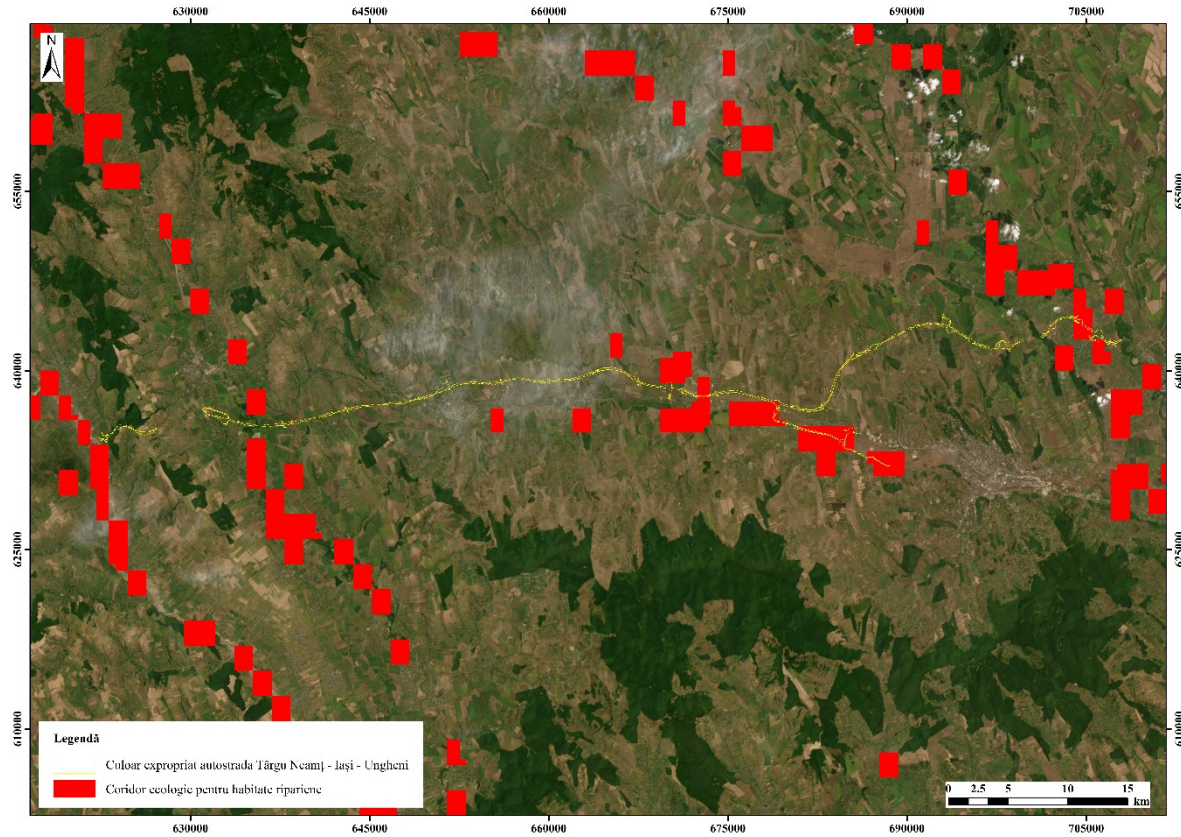 630000 645000 660000 675000 690000 705000
N
655000 655000
640000 640000
625000 625000
610000 610000
Legendă
Culoar expropriat autostrada Târgu Neamț - Iași - Ungheni
Coridor ecologic pentru habitate ripariene
0 2.5 5 10 15
km
630000 645000 660000 675000 690000 705000